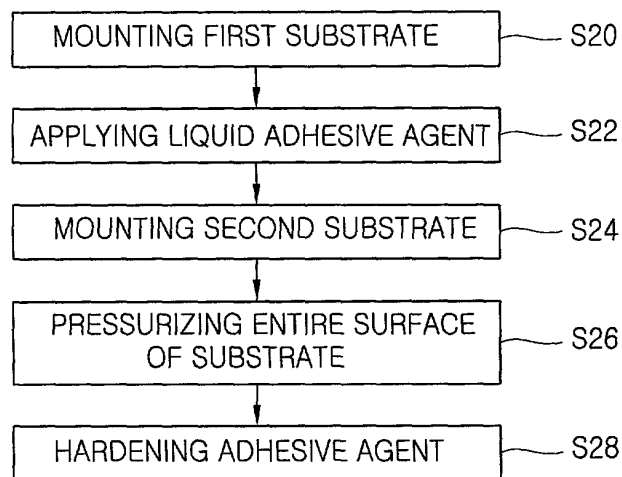 MOUNTING FIRST SUBSTRATE S20
APPLYING LIQUID ADHESIVE AGENT S22
MOUNTING SECOND SUBSTRATE S24
PRESSURIZING ENTIRE SURFACE
OF SUBSTRATE S26
HARDENING ADHESIVE AGENT S28